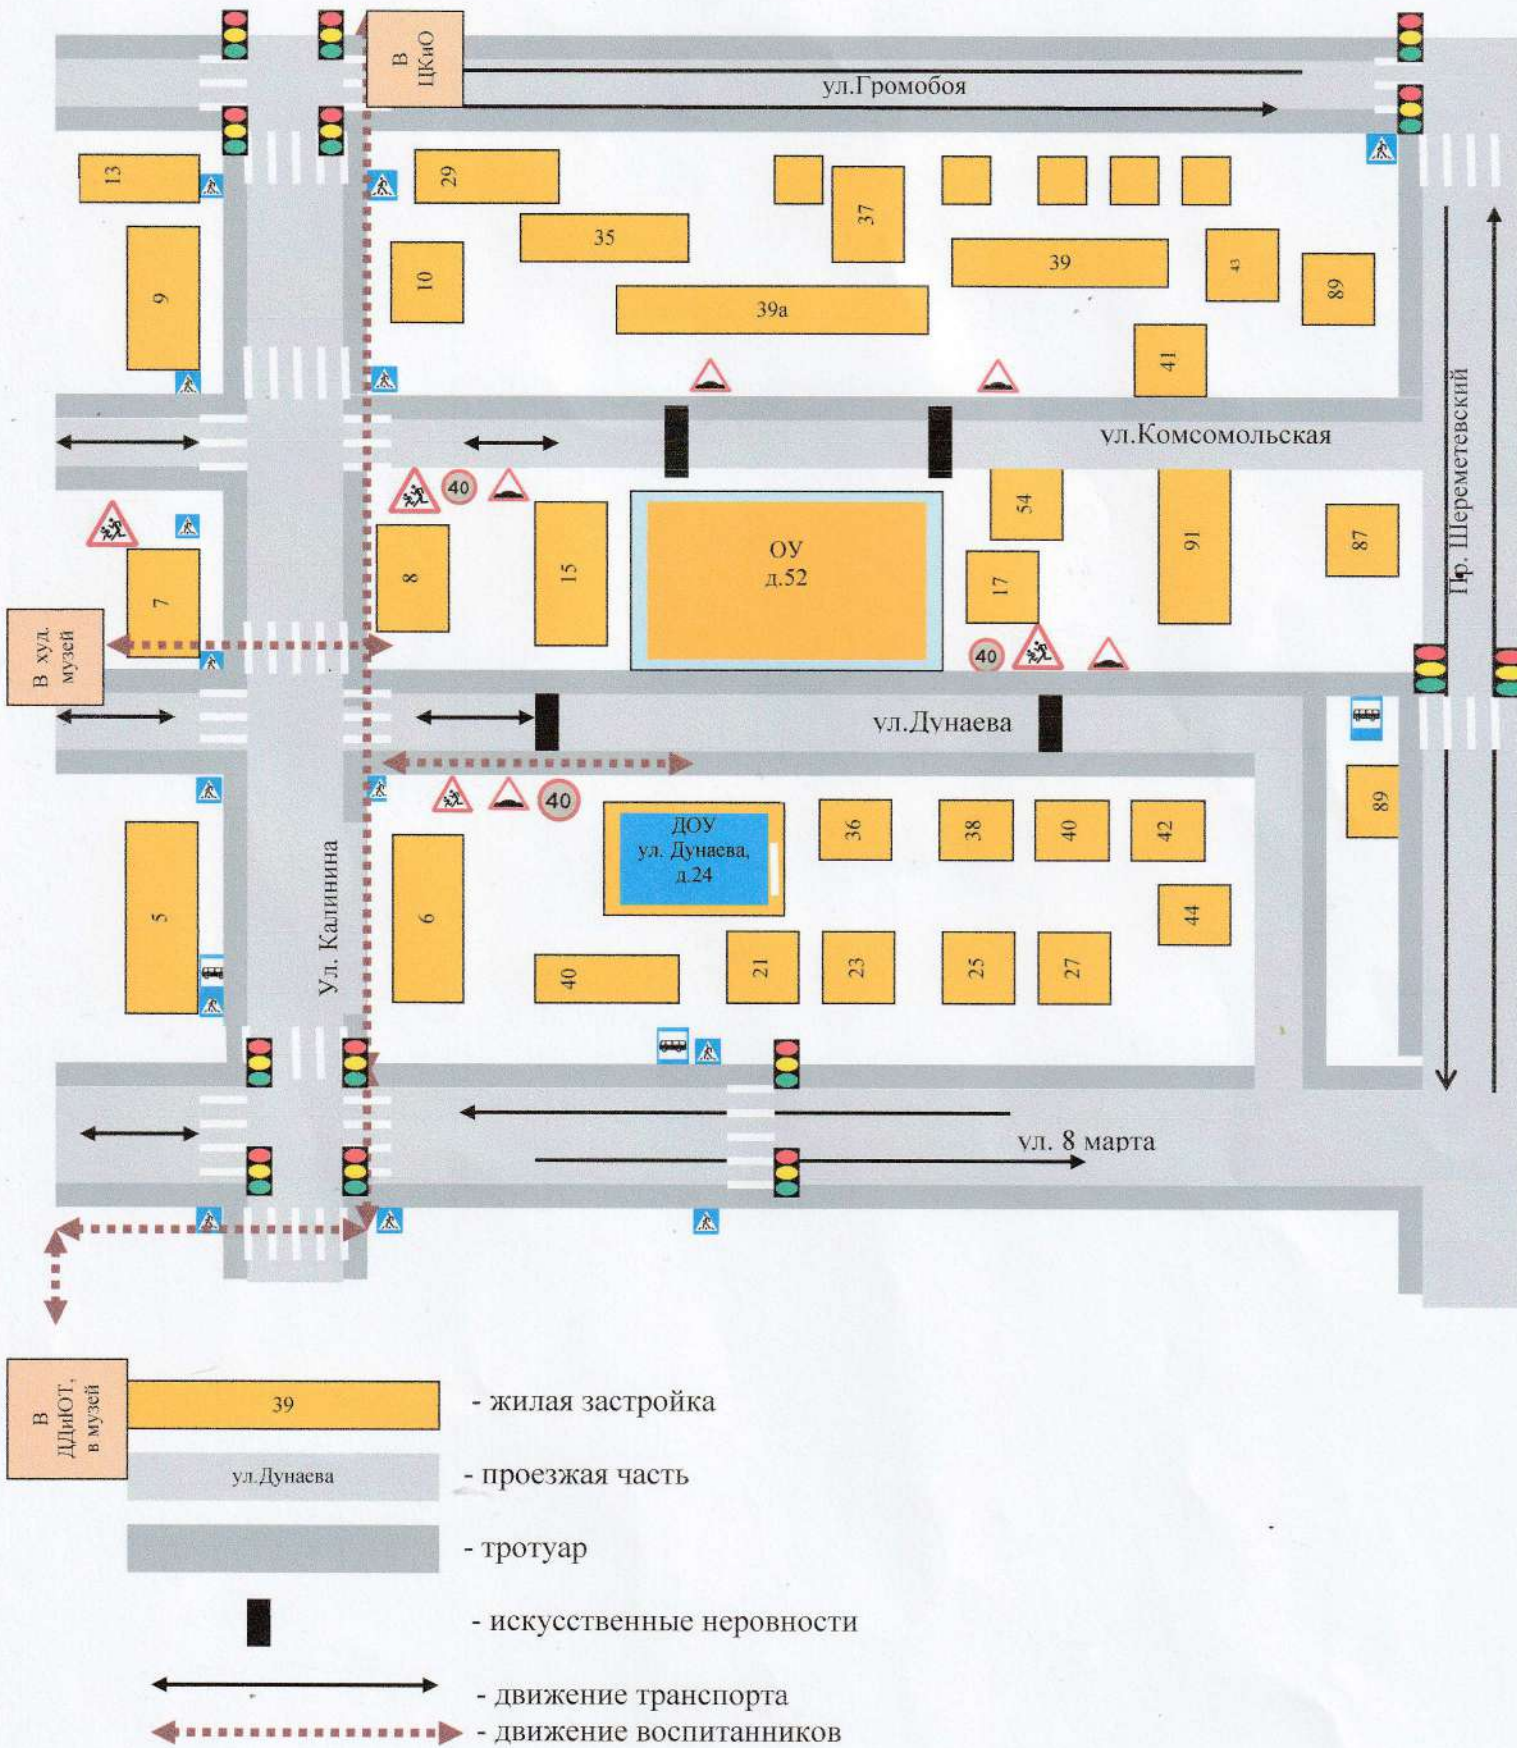 В
ЦКиО
ул.Громобоя
13
29
37
35
9
10
39
43
89
39а
41
ул.Комсомольская
Пр. Шереметевский
40
54
91
87
8
15
ОУ
д.52
17
7
В худ.
музей
40
ул.Дунаева
40
89
36
38
40
42
ДОУ
ул. Дунаева,
д.24
Ул. Калинина
5
6
44
40
21
23
25
27
ул. 8 марта
В
ДДиЮТ,
в музей
39
- жилая застройка
ул.Дунаева
- проезжая часть
- тротуар
- искусственные неровности
- движение транспорта
- движение воспитанников